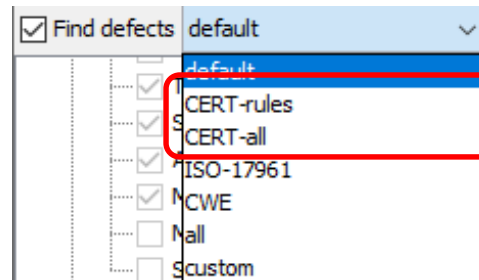 Find defects default
default
CERT-rules
CERT-all
ISO-17961
CWE
all
custom